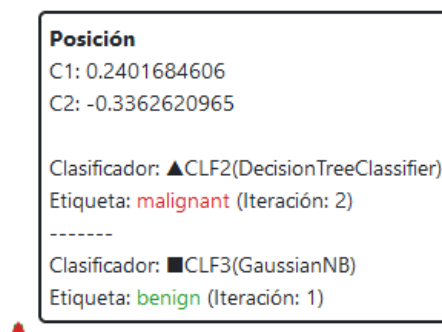 Posición
C1: 0.2401684606
C2: -0.3362620965
Clasificador: ▲CLF2(DecisionTreeClassifier)
Etiqueta: malignant (Iteración: 2)
-------
Clasificador: ■CLF3(GaussianNB)
Etiqueta: benign (Iteración: 1)